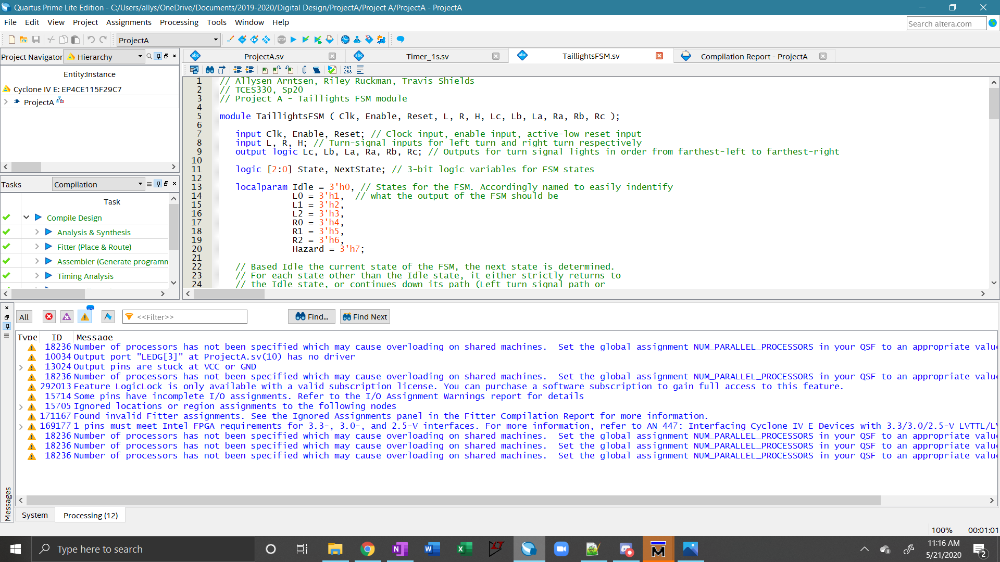 Quartus Prime Lite Edition - C:/Users/allys/OneDrive/Documents/2019-2020/Digital Design/ProjectA/Project A/ProjectA - ProjectA
File Edit View Project Assignments Processing Tools Window Help
Search altera.com
ProjectA
Project Navigator Hierarchy
Entity:Instance
Cyclone IV E: EP4CE115F29C7
ProjectA
Tasks Compilation
Task
Compile Design
Analysis & Synthesis
Fitter (Place & Route)
Assembler (Generate programm
Timing Analysis
ProjectA.sv Timer_1s.sv TaillightsFSM.sv Compilation Report - ProjectA
267
268
1 // Allysen Arntsen, Riley Ruckman, Travis Shields
2 // TCES330, Sp20
3 // Project A - Taillights FSM module
4
5 module TaillightsFSM ( Clk, Enable, Reset, L, R, H, Lc, Lb, La, Ra, Rb, Rc );
6
7 input Clk, Enable, Reset; // Clock input, enable input, active-low reset input
8 input L, R, H; // Turn-signal inputs for left turn and right turn respectively
9 output logic Lc, Lb, La, Ra, Rb, Rc; // Outputs for turn signal lights in order from farthest-left to farthest-right
10
11 logic [2:0] State, NextState; // 3-bit logic variables for FSM states
12
13 localparam Idle = 3'h0, // States for the FSM. Accordingly named to easily indentify
14 L0 = 3'h1, // what the output of the FSM should be
15 L1 = 3'h2,
16 L2 = 3'h3,
17 R0 = 3'h4,
18 R1 = 3'h5,
19 R2 = 3'h6,
20 Hazard = 3'h7;
21
22 // Based Idle the current state of the FSM, the next state is determined.
23 // For each state other than the Idle state, it either strictly returns to
24 // the Idle state, or continues down its path (Left turn signal path or
All <<Filter>> Find... Find Next
Type ID Message
18236 Number of processors has not been specified which may cause overloading on shared machines. Set the global assignment NUM_PARALLEL_PROCESSORS in your QSF to an appropriate value
10034 Output port "LEDG[3]" at ProjectA.sv(10) has no driver
13024 Output pins are stuck at VCC or GND
18236 Number of processors has not been specified which may cause overloading on shared machines. Set the global assignment NUM_PARALLEL_PROCESSORS in your QSF to an appropriate value
292013 Feature LogicLock is only available with a valid subscription license. You can purchase a software subscription to gain full access to this feature.
15714 Some pins have incomplete I/O assignments. Refer to the I/O Assignment Warnings report for details
15705 Ignored locations or region assignments to the following nodes
171167 Found invalid Fitter assignments. See the Ignored Assignments panel in the Fitter Compilation Report for more information.
169177 1 pins must meet Intel FPGA requirements for 3.3-, 3.0-, and 2.5-V interfaces. For more information, refer to AN 447: Interfacing Cyclone IV E Devices with 3.3/3.0/2.5-V LVTTL/LV
18236 Number of processors has not been specified which may cause overloading on shared machines. Set the global assignment NUM_PARALLEL_PROCESSORS in your QSF to an appropriate value
18236 Number of processors has not been specified which may cause overloading on shared machines. Set the global assignment NUM_PARALLEL_PROCESSORS in your QSF to an appropriate value
18236 Number of processors has not been specified which may cause overloading on shared machines. Set the global assignment NUM_PARALLEL_PROCESSORS in your QSF to an appropriate value
Messages
System Processing (12)
100% 00:01:01
Type here to search
11:16 AM
5/21/2020
2